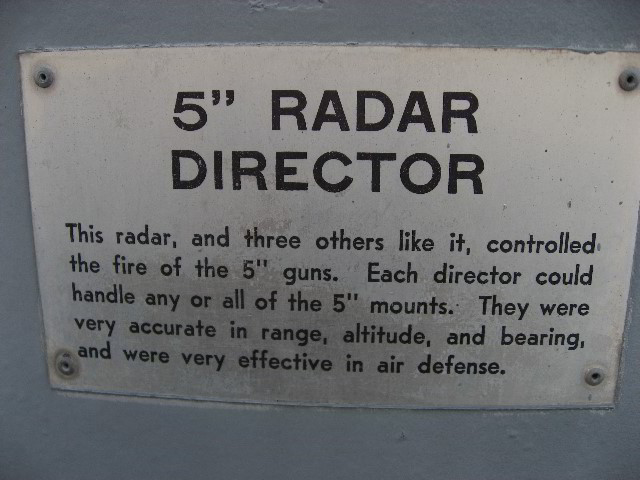 5" RADAR
DIRECTOR
This radar, and three others like it, controlled
the fire of the 5" guns. Each director could
handle any or all of the 5" mounts. They were
very accurate in range, altitude, and bearing,
and were very effective in air defense.